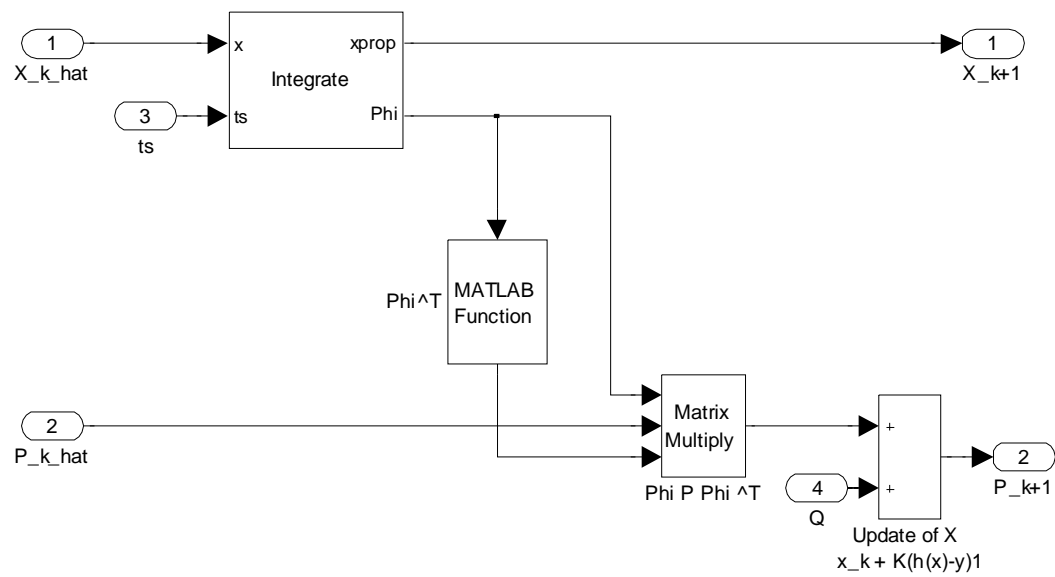 1
X_k_hat
3
ts
x
ts
Integrate
xprop
Phi
1
X_k+1
Phi^T
MATLAB
Function
2
P_k_hat
Matrix
Multiply
Phi P Phi ^T
4
Q
+
+
Update of X
x_k + K(h(x)-y)1
2
P_k+1